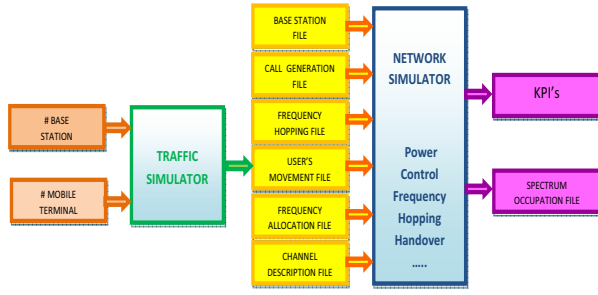 # BASE
STATION
# MOBILE
TERMINAL
TRAFFIC
SIMULATOR
BASE STATION
FILE
CALL GENERATION
FILE
FREQUENCY
HOPPING FILE
USER'S
MOVEMENT FILE
FREQUENCY
ALLOCATION FILE
CHANNEL
DESCRIPTION FILE
NETWORK
SIMULATOR
Power
Control
Frequency
Hopping
Handover
.....
KPI's
SPECTRUM
OCCUPATION FILE